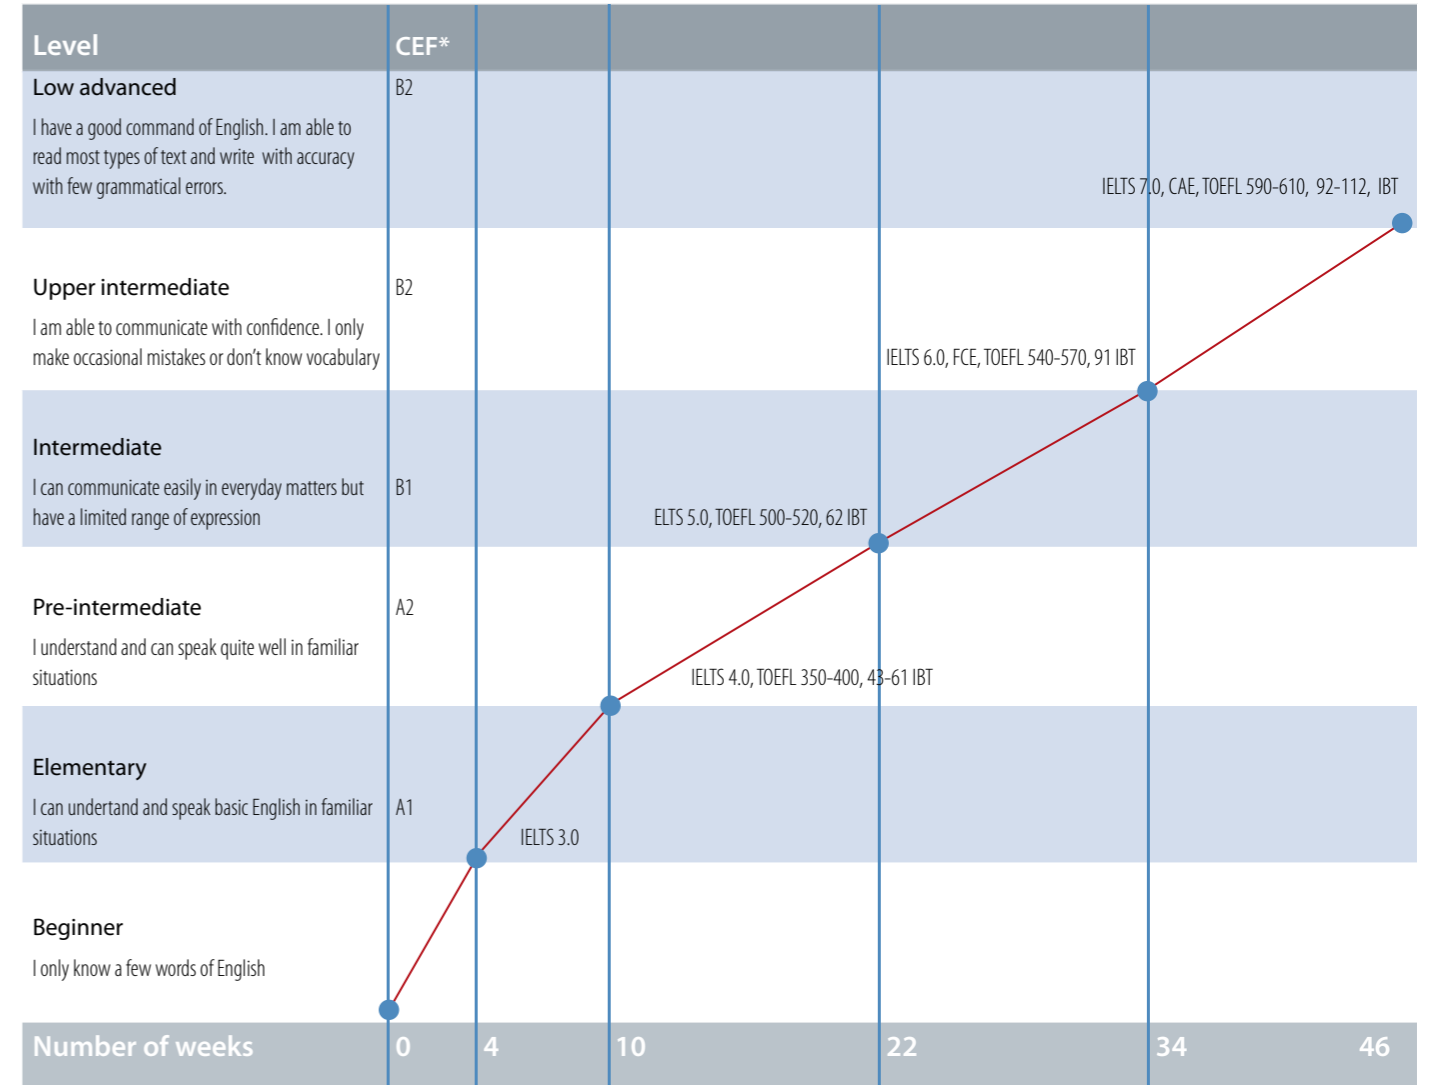 Level CEF*
Low advanced B2
I have a good command of English. I am able to
read most types of text and write with accuracy
with few grammatical errors.
IELTS 7.0, CAE, TOEFL 590-610, 92-112, IBT
Upper intermediate B2
I am able to communicate with confidence. I only
make occasional mistakes or don't know vocabulary
IELTS 6.0, FCE, TOEFL 540-570, 91 IBT
Intermediate
I can communicate easily in everyday matters but B1
have a limited range of expression
ELTS 5.0, TOEFL 500-520, 62 IBT
Pre-intermediate A2
I understand and can speak quite well in familiar
situations
IELTS 4.0, TOEFL 350-400, 43-61 IBT
Elementary
I can undertand and speak basic English in familiar A1
situations
IELTS 3.0
Beginner
I only know a few words of English
Number of weeks 0 4 10 22 34 46